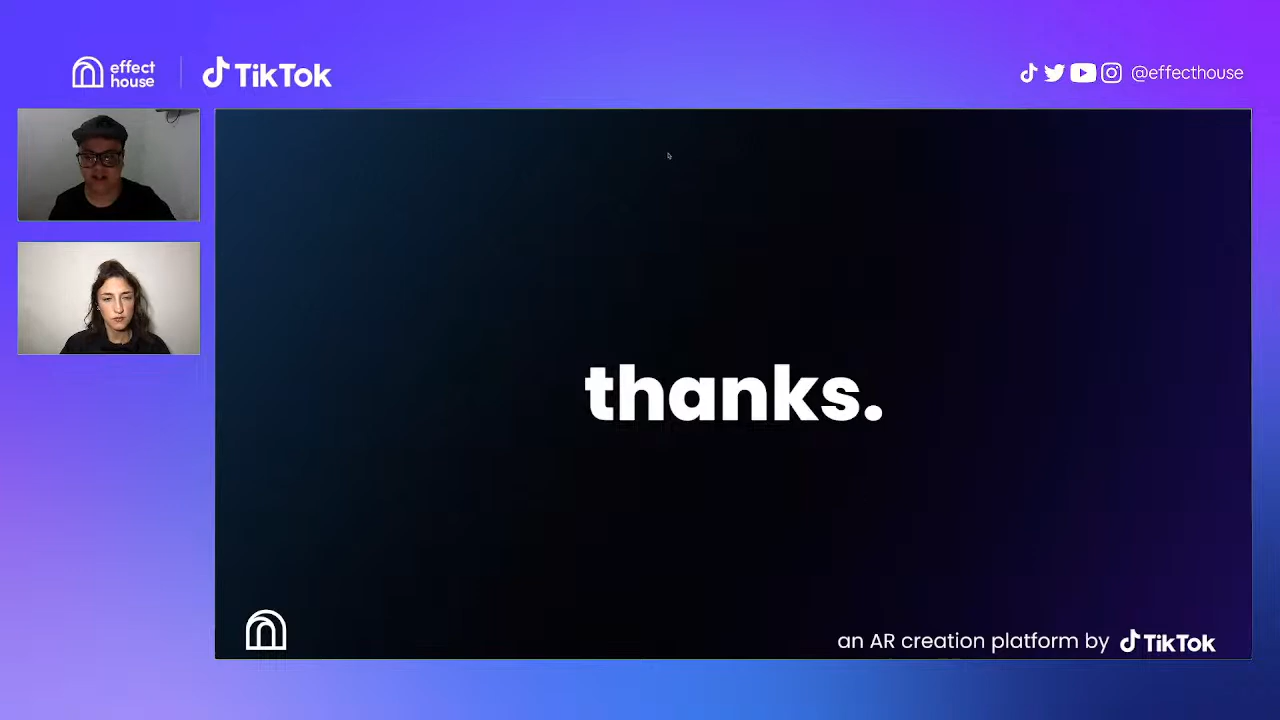 effect
house
TikTok
@effecthouse
thanks.
an AR creation platform by TikTok